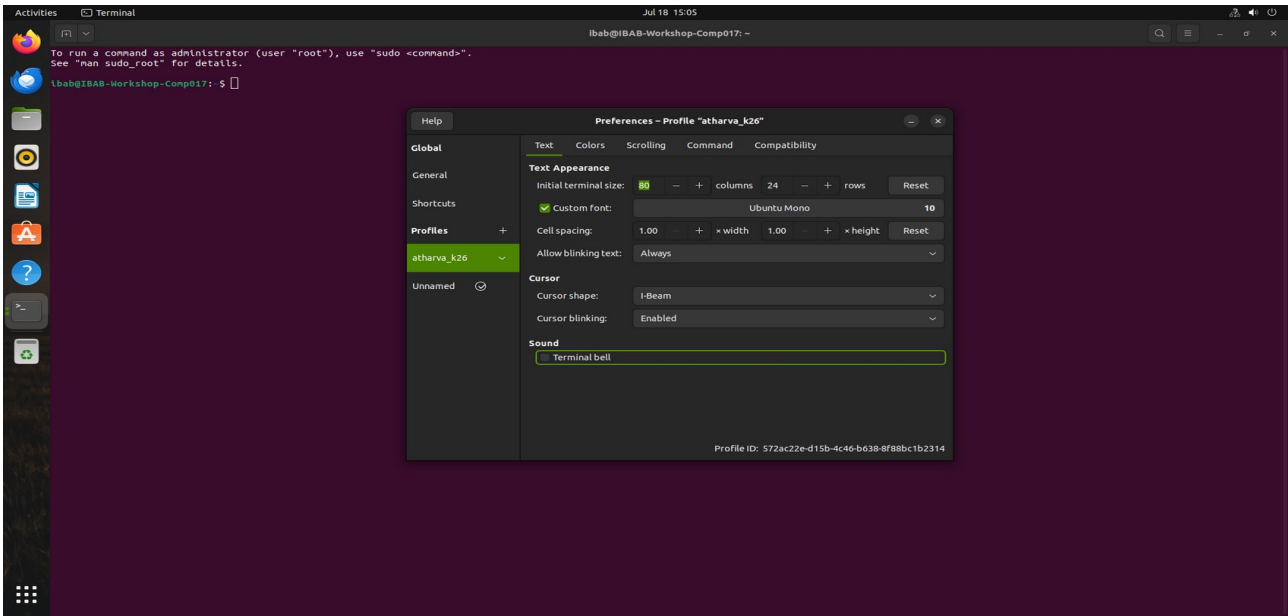 Activities Terminal Jul 18 15:05
ibab@IBAB-Workshop-Comp017: ~
To run a command as administrator (user "root"), use "sudo <command>".
See "man sudo_root" for details.
ibab@IBAB-Workshop-Comp017: $
Help Preferences – Profile “atharva_k26”
Global
General
Shortcuts
Profiles +
atharva_k26
Unnamed
Text Colors Scrolling Command Compatibility
Text Appearance
Initial terminal size: 80 − + columns 24 − + rows Reset
Custom font: Ubuntu Mono 10
Cell spacing: 1.00 − + × width 1.00 − + × height Reset
Allow blinking text: Always
Cursor
Cursor shape: I-Beam
Cursor blinking: Enabled
Sound
Terminal bell
Profile ID: 572ac22e-d15b-4c46-b638-8f88bc1b2314